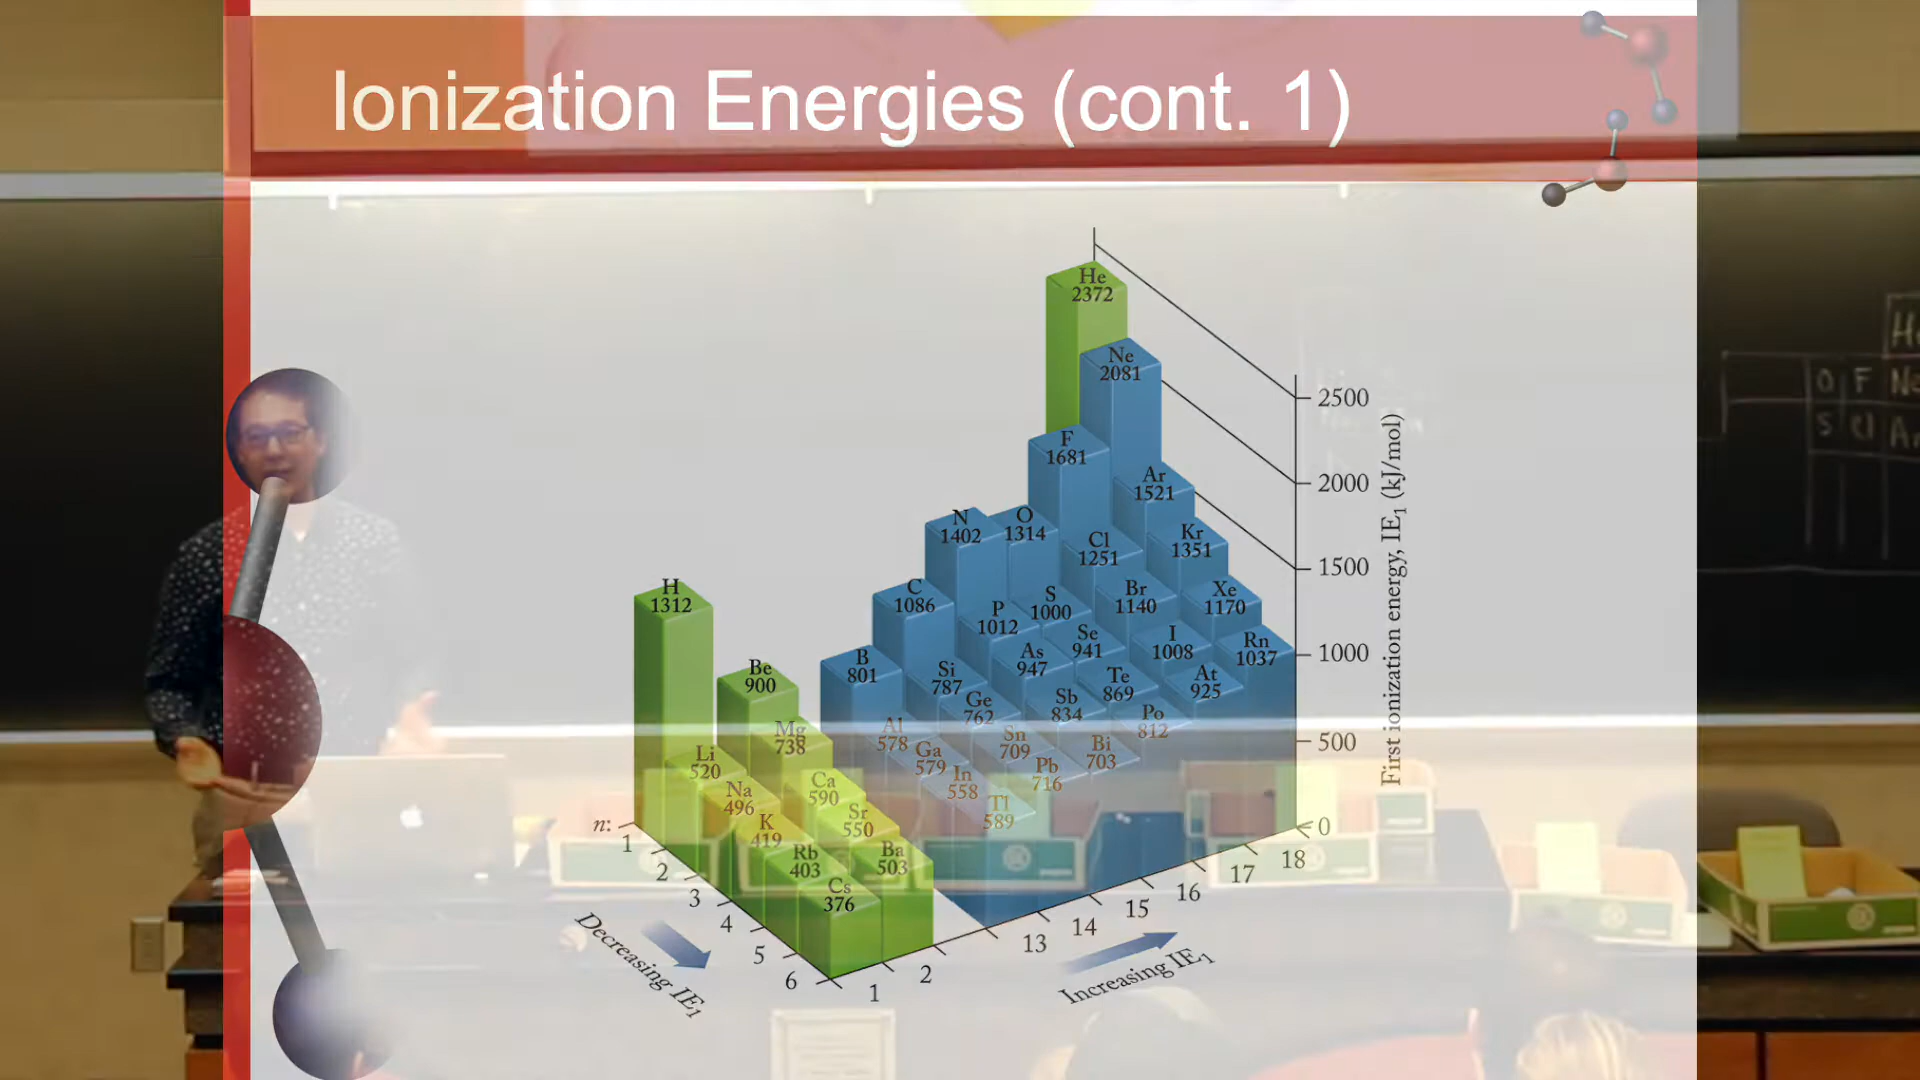 Ionization Energies (cont. 1)
He
2372
Ne
2081
F
1681
Ar
1521
N
1402
O
1314
Cl
1251
Kr
1351
H
1312
C
1086
P
1012
S
1000
Br
1140
Xe
1170
B
801
Si
787
As
947
Se
941
I
1008
Rn
1037
Be
900
Ge
762
Sb
834
Te
869
At
925
Mg
738
Al
578
Ga
579
Sn
709
Bi
703
Po
812
Li
520
Na
496
Ca
590
In
558
Pb
716
K
419
Sr
550
Tl
589
Rb
403
Ba
503
Cs
376
2500
2000
1500
1000
500
0
First ionization energy, IE1 (kJ/mol)
n:
1
2
3
4
5
6
Decreasing IE1
1
2
13
14
15
16
17
18
Increasing IE1
O F Ne
S Cl